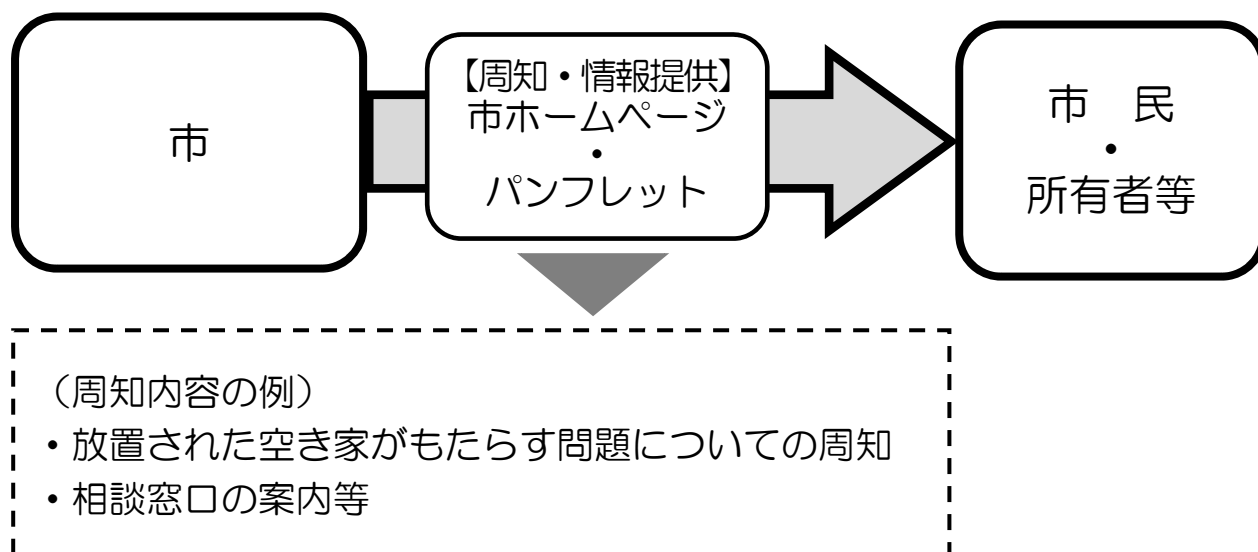 市
【周知・情報提供】
市ホームページ
・
パンフレット
市　民
・
所有者等
（周知内容の例）
・放置された空き家がもたらす問題についての周知
・相談窓口の案内等